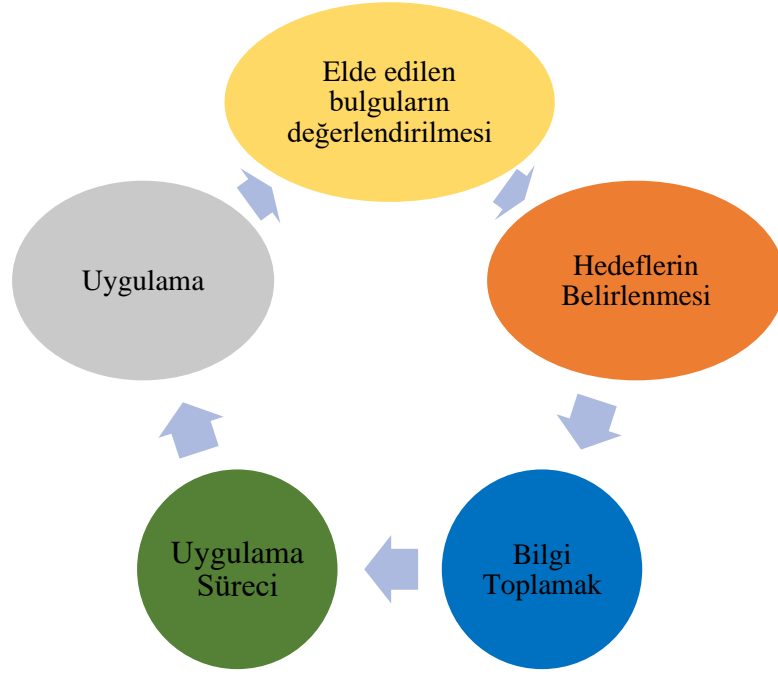 Elde edilen
bulguların
değerlendirilmesi
Hedeflerin
Belirlenmesi
Bilgi
Toplamak
Uygulama
Süreci
Uygulama